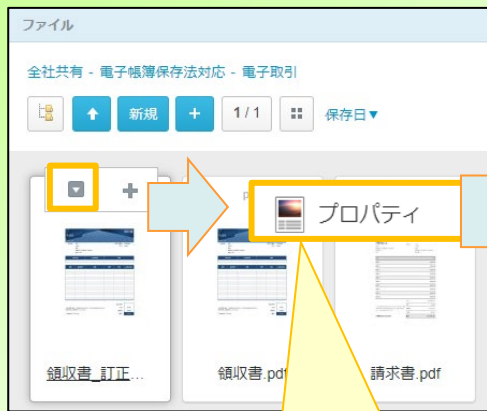 ファイル
全社共有 - 電子帳簿保存法対応 - 電子取引
新規
1/1
保存日▼
プロパティ
領収書_訂正...
領収書.pdf
請求書.pdf